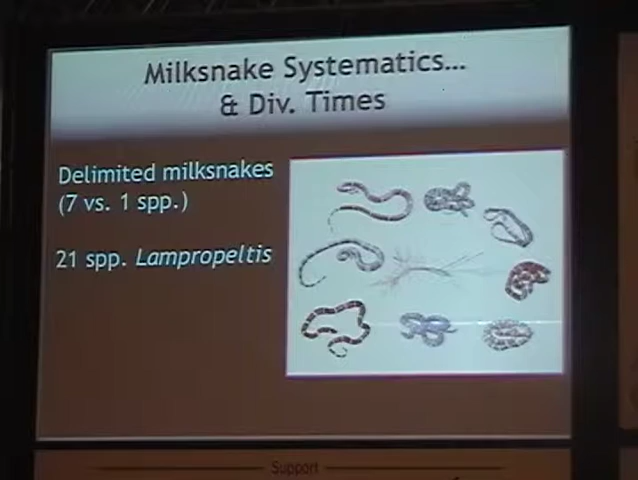 Milksnake Systematics...
& Div. Times
Delimited milksnakes
(7 vs. 1 spp.)
21 spp. Lampropeltis
Support